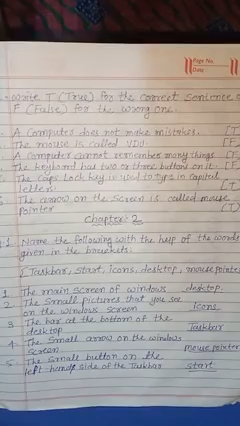 Page No.
Date
write T (True) for the correct Sentence or
F (False) for the wrong one.
A Computer does not make mistakes. [T
The mouse is called VDU. [F
A Computer cannot remember many things [F
The keyboard has two or three buttons on it. [F
The Caps Lock key is used to type in capital
letters. [T
The arrow on the Screen is called mouse
pointer (T)
Chapter:-2
Q.1 Name the following with the help of the words
given in the brackets.
[Taskbar, start, Icons, desktop, mouse pointer
1 The main screen of windows desktop.
2 The Small pictures that you see
on the windows screen Icons
3 The bar at the bottom of the
desktop Taskbar
4. The Small arrow on the windows
Screen mouse pointer
5. The Small button on the
left-hand side of the Taskbar start